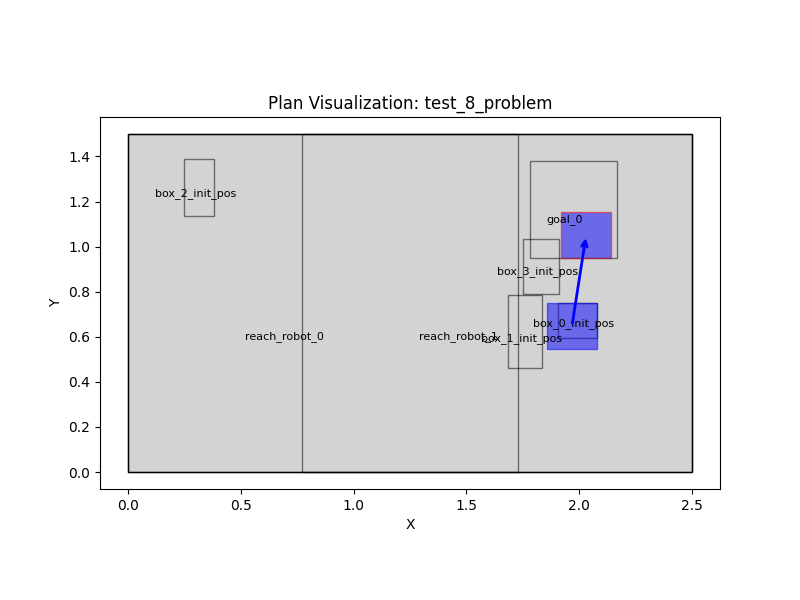 Plan Visualization: test_8_problem
1.4
1.2
1.0
0.8
0.6
0.4
0.2
0.0
Y
box_2_init_pos
goal_0
box_3_init_pos
box_0_init_pos
reach_robot_0
reach_robot_1
box_1_init_pos
0.0 0.5 1.0 1.5 2.0 2.5
X